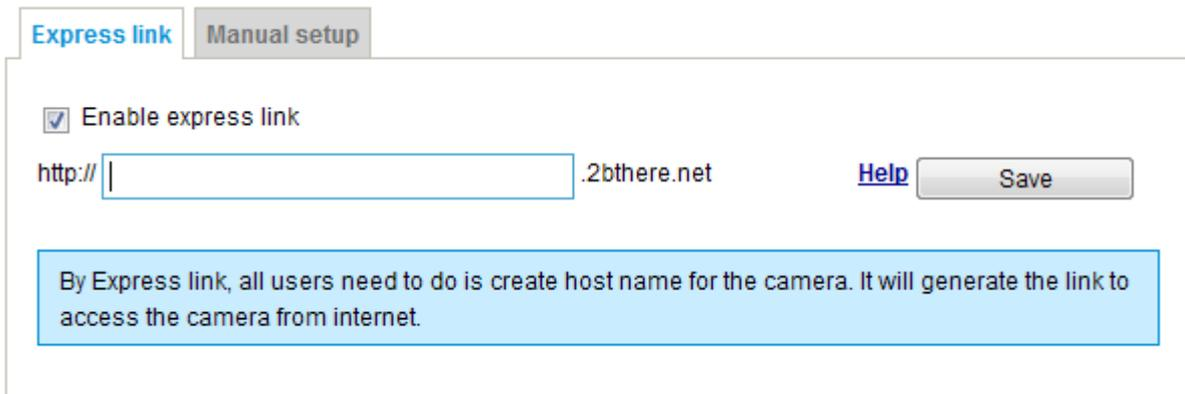 Express link Manual setup
Enable express link
http:// .2bthere.net Help Save
By Express link, all users need to do is create host name for the camera. It will generate the link to
access the camera from internet.